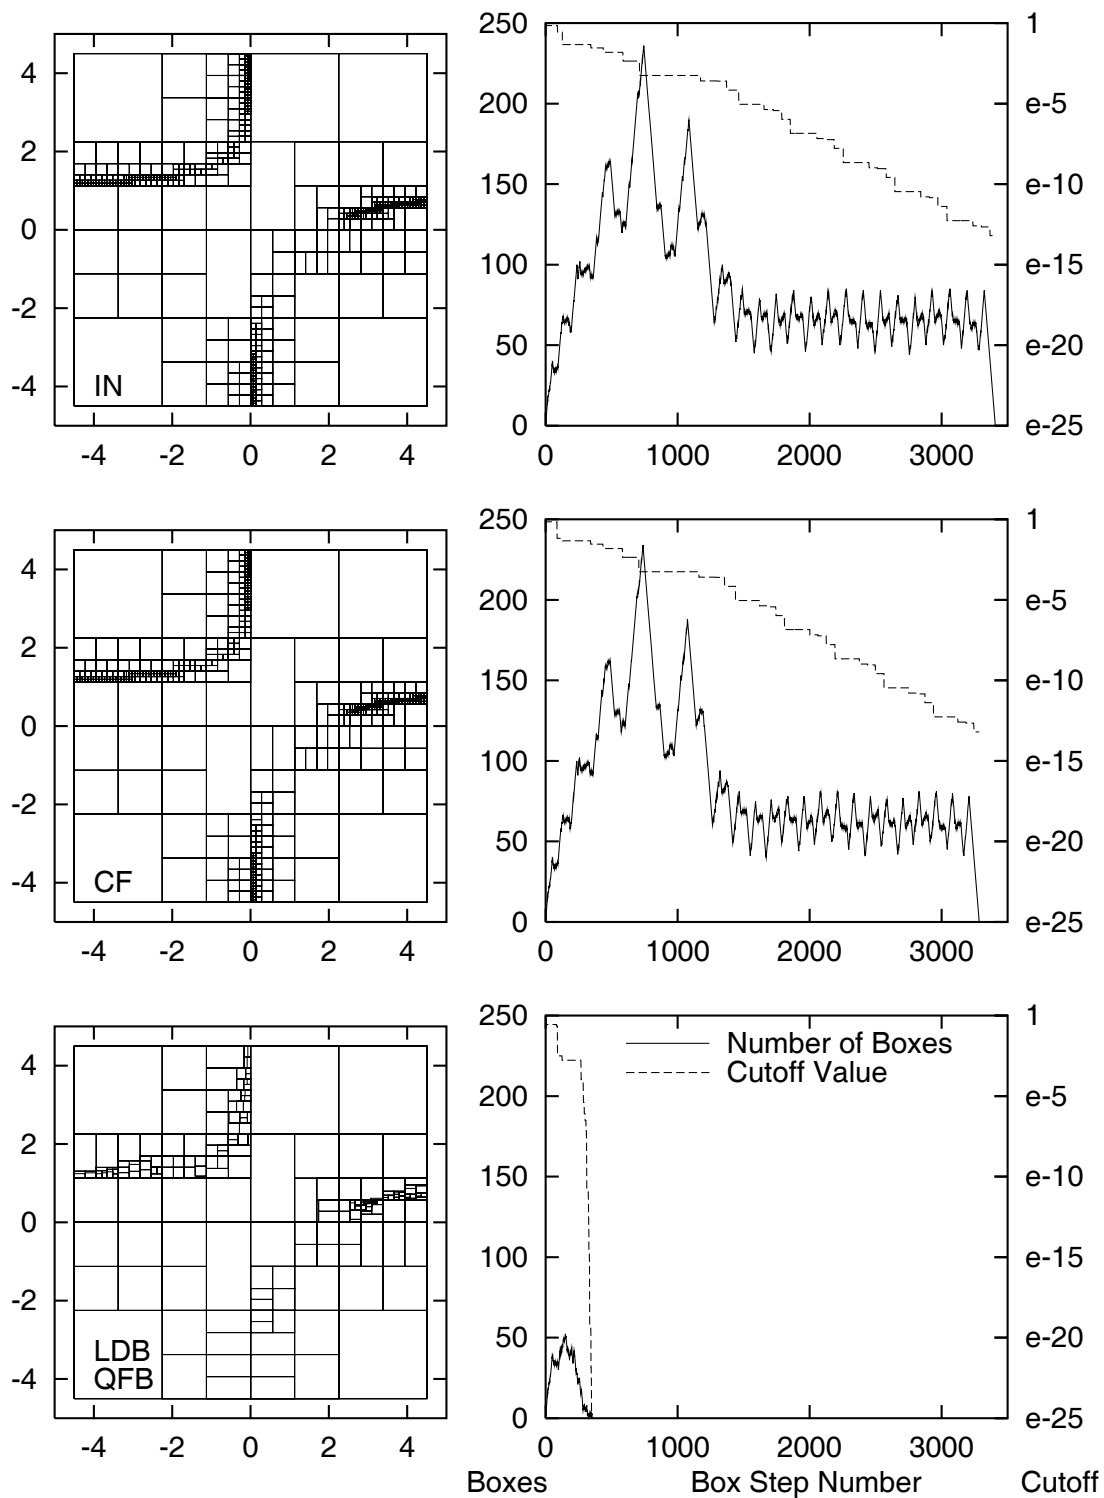 250
200
150
100
50
0
1
e-5
e-10
e-15
e-20
e-25
4
2
0
-2
-4
IN
-4 -2 0 2 4
0 1000 2000 3000
250
200
150
100
50
0
1
e-5
e-10
e-15
e-20
e-25
4
2
0
-2
-4
CF
-4 -2 0 2 4
0 1000 2000 3000
250
200
150
100
50
0
1
e-5
e-10
e-15
e-20
e-25
Number of Boxes
Cutoff Value
4
2
0
-2
-4
LDB
QFB
-4 -2 0 2 4
0 1000 2000 3000
Boxes Box Step Number Cutoff